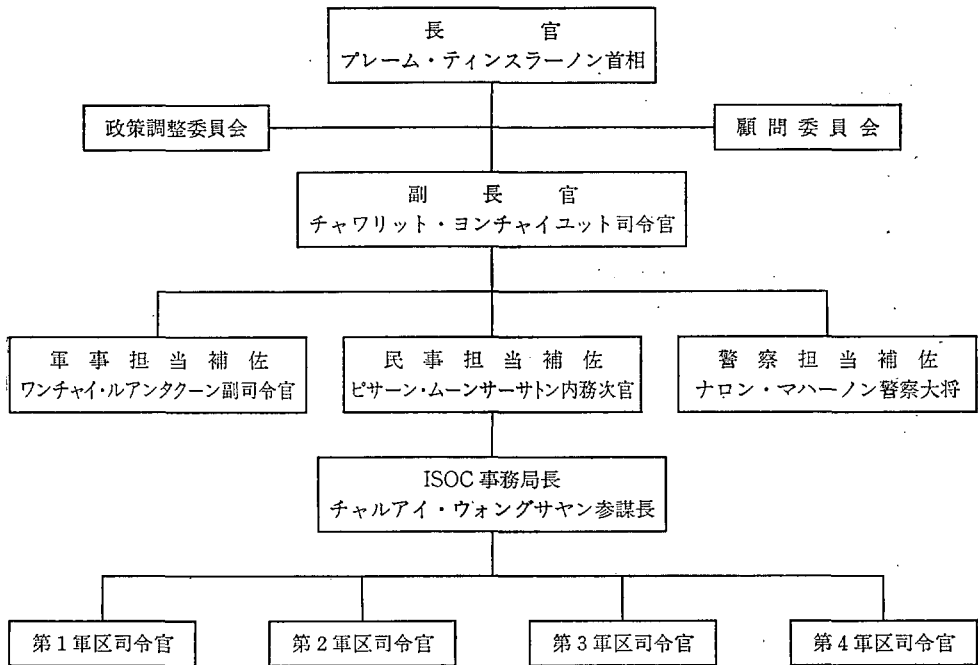 長官
プレーム・ティンスラーノン首相
政策調整委員会
顧問委員会
副長官
チャワリット・ヨンチャイユット司令官
軍事担当補佐
ワンチャイ・ルアンタクーン副司令官
民事担当補佐
ピサーン・ムーンサーサトン内務次官
警察担当補佐
ナロン・マハーノン警察大将
ISOC事務局長
チャルアイ・ウォングサヤン参謀長
第1軍区司令官
第2軍区司令官
第3軍区司令官
第4軍区司令官